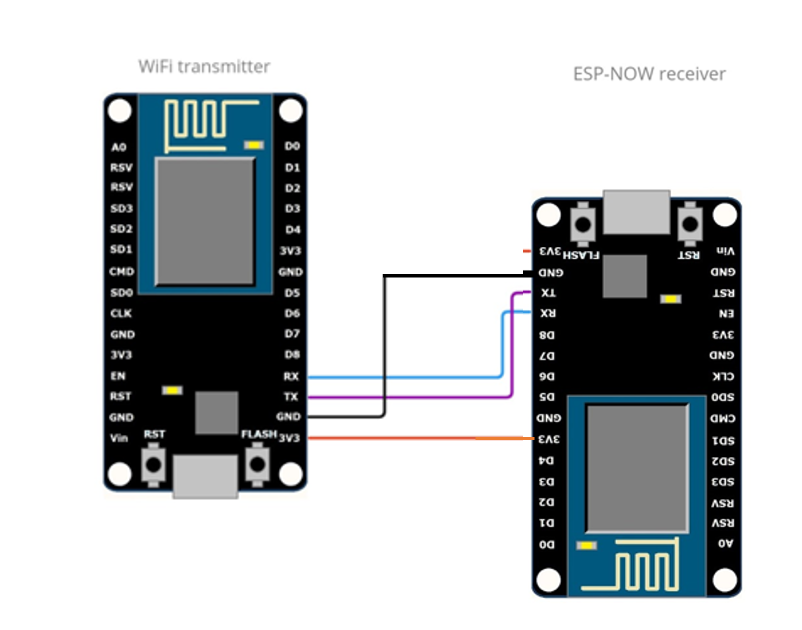 WiFi transmitter
ESP-NOW receiver
A0
RSV
RSV
SD3
SD2
SD1
CMD
SD0
CLK
GND
3V3
EN
RST
GND
Vin
RST
FLASH
D0
D1
D2
D3
D4
3V3
GND
D5
D6
D7
D8
RX
TX
GND
3V3
3V3
GND
TX
RX
D8
D7
D6
D5
GND
3V3
D4
D3
D2
D1
D0
FLASH
RST
Vin
GND
RST
EN
3V3
GND
CLK
SD0
CMD
SD1
SD2
SD3
RSV
RSV
A0